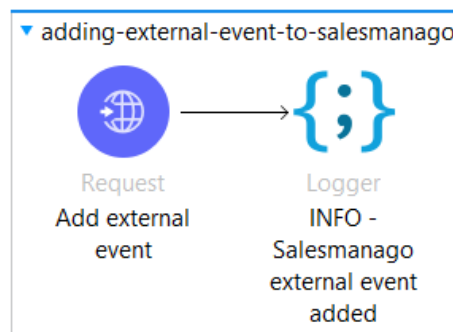 adding-external-event-to-salesmanago
Request
Add external
event
Logger
INFO -
Salesmanago
external event
added